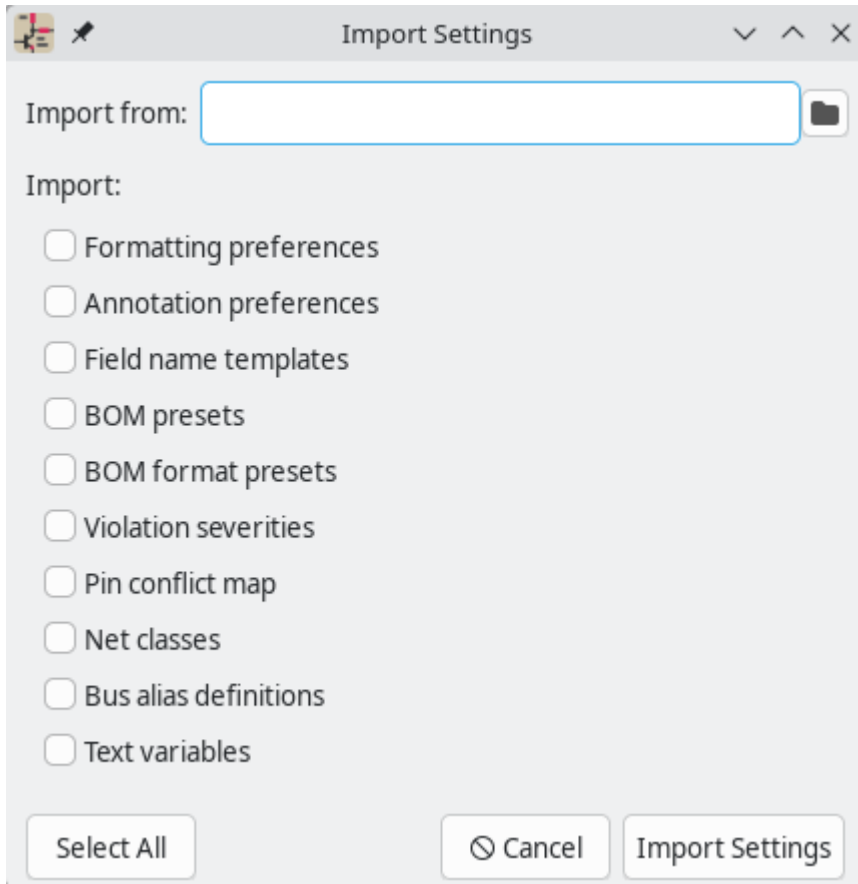 Import Settings
Import from:
Import:
Formatting preferences
Annotation preferences
Field name templates
BOM presets
BOM format presets
Violation severities
Pin conflict map
Net classes
Bus alias definitions
Text variables
Select All
Cancel
Import Settings